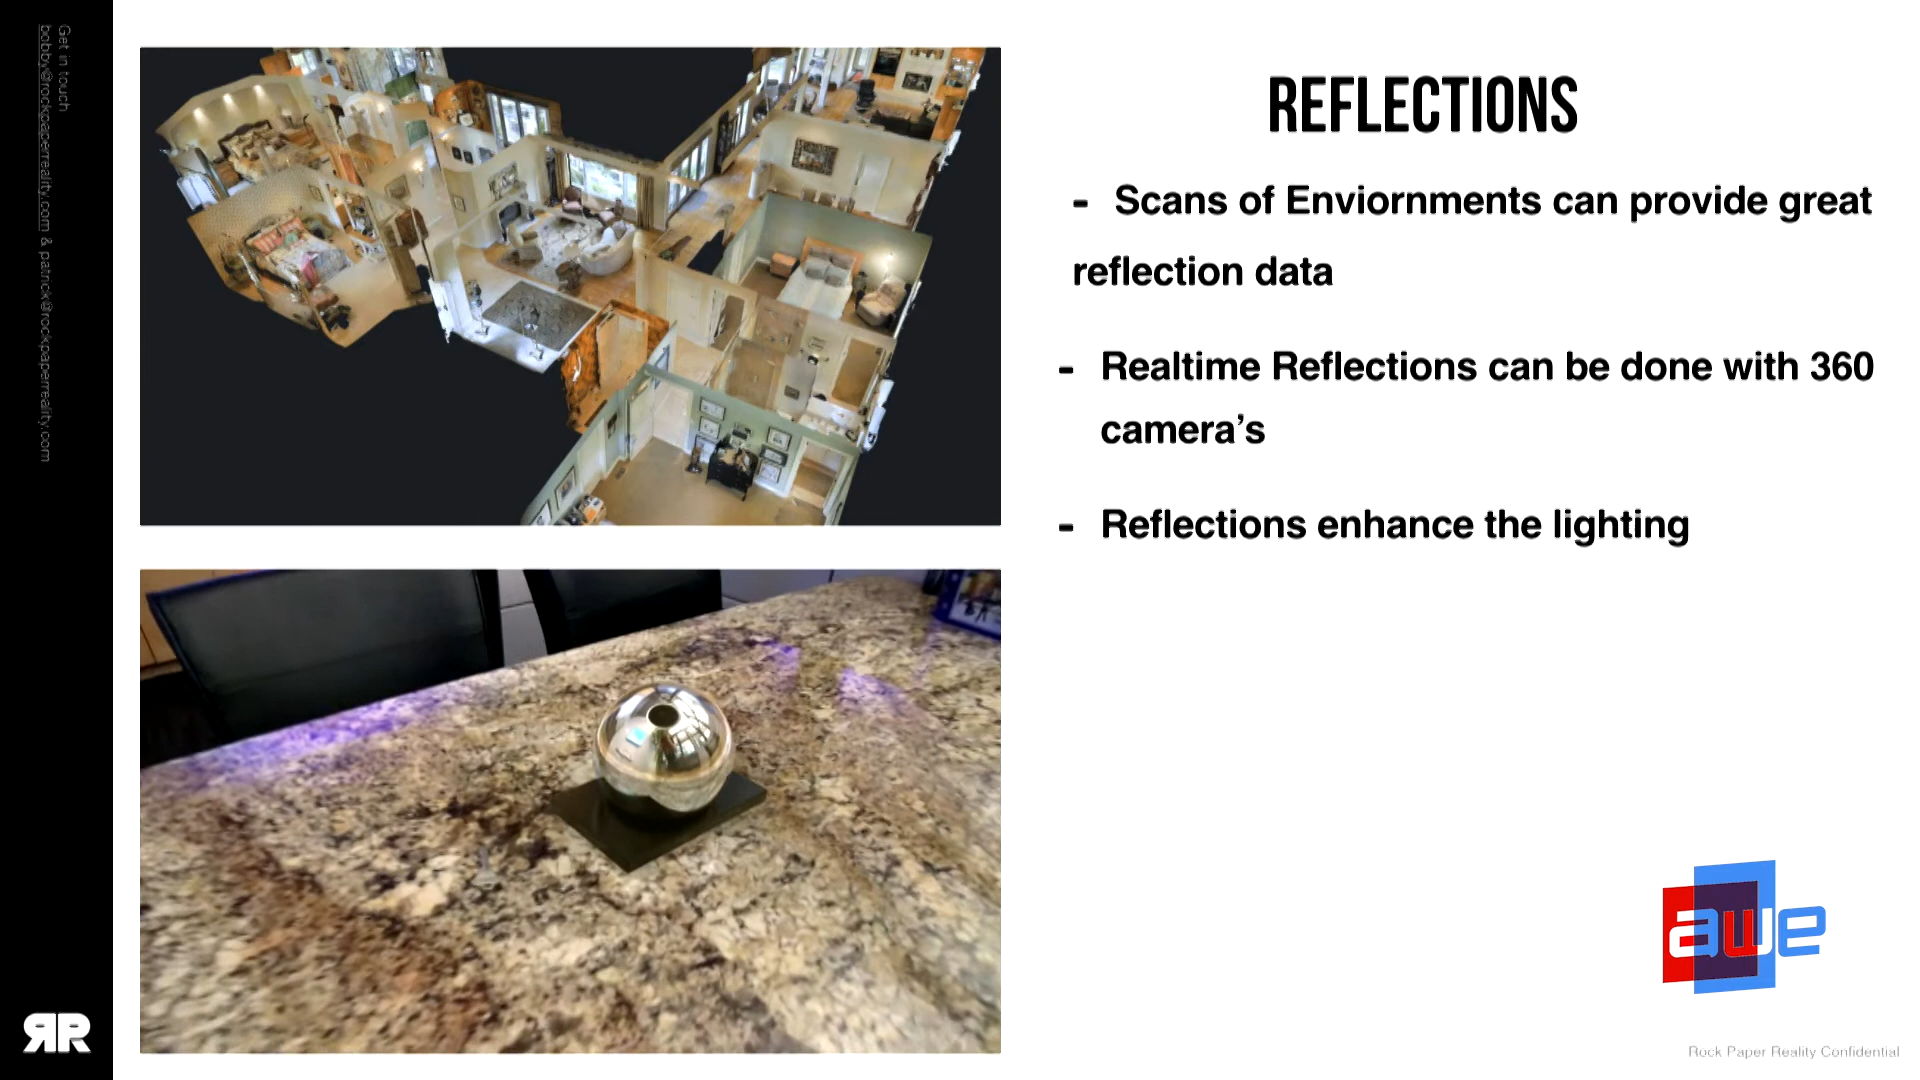 Get in touch
bobby@rockpaperreality.com & patrick@rockpaperreality.com
REFLECTIONS
- Scans of Enviornments can provide great
reflection data
- Realtime Reflections can be done with 360
camera’s
- Reflections enhance the lighting
awe
RR
Rock Paper Reality Confidential